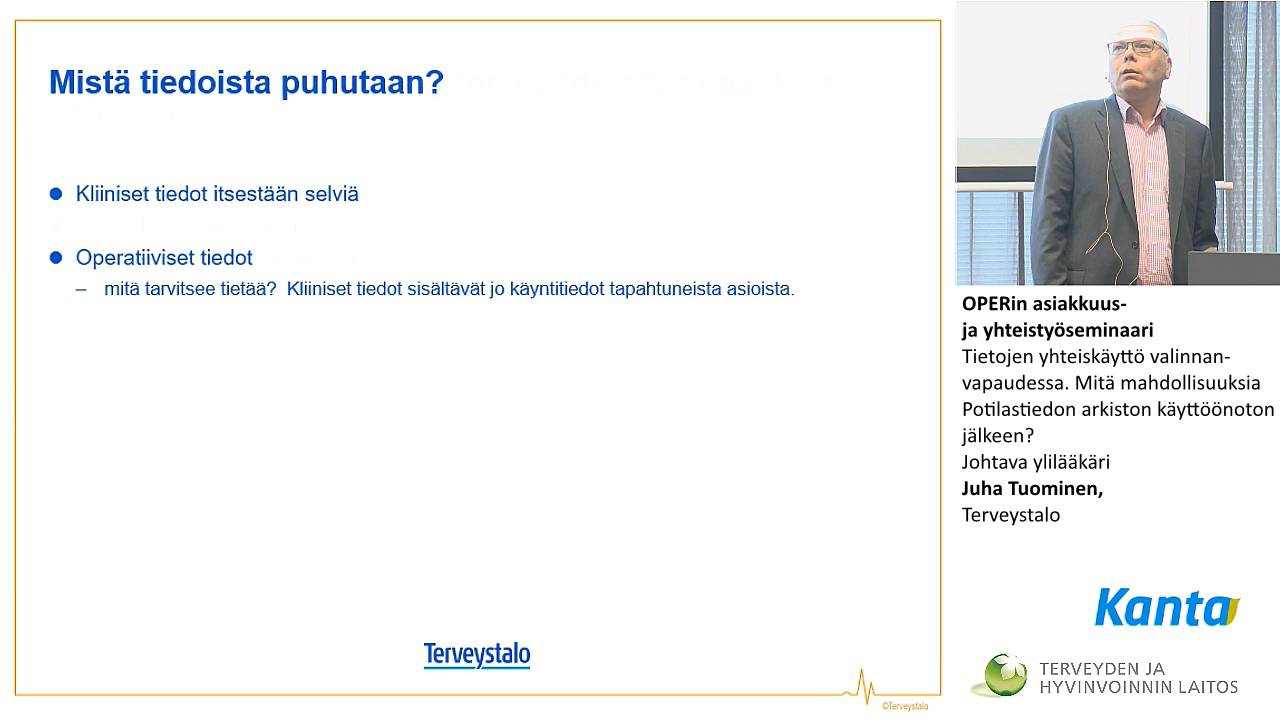 Mistä tiedoista puhutaan?
Kliiniset tiedot itsestään selviä
Operatiiviset tiedot
– mitä tarvitsee tietää? Kliiniset tiedot sisältävät jo käyntitiedot tapahtuneista asioista.
Terveystalo
©Terveystalo
OPERin asiakkuus-
ja yhteistyöseminaari
Tietojen yhteiskäyttö valinnan-
vapaudessa. Mitä mahdollisuuksia
Potilastiedon arkiston käyttöönoton
jälkeen?
Johtava ylilääkäri
Juha Tuominen,
Terveystalo
Kanta
TERVEYDEN JA
HYVINVOINNIN LAITOS